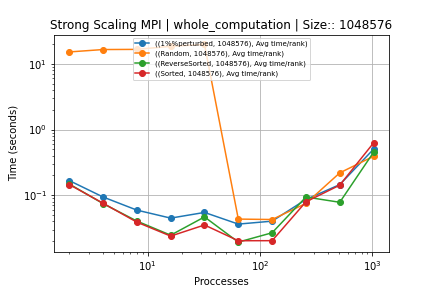 Strong Scaling MPI | whole_computation | Size:: 1048576
((1%%perturbted, 1048576), Avg time/rank)
((Random, 1048576), Avg time/rank)
((ReverseSorted, 1048576), Avg time/rank)
((Sorted, 1048576), Avg time/rank)
Time (seconds)
10¹
10⁰
10⁻¹
10¹
10²
10³
Proccesses